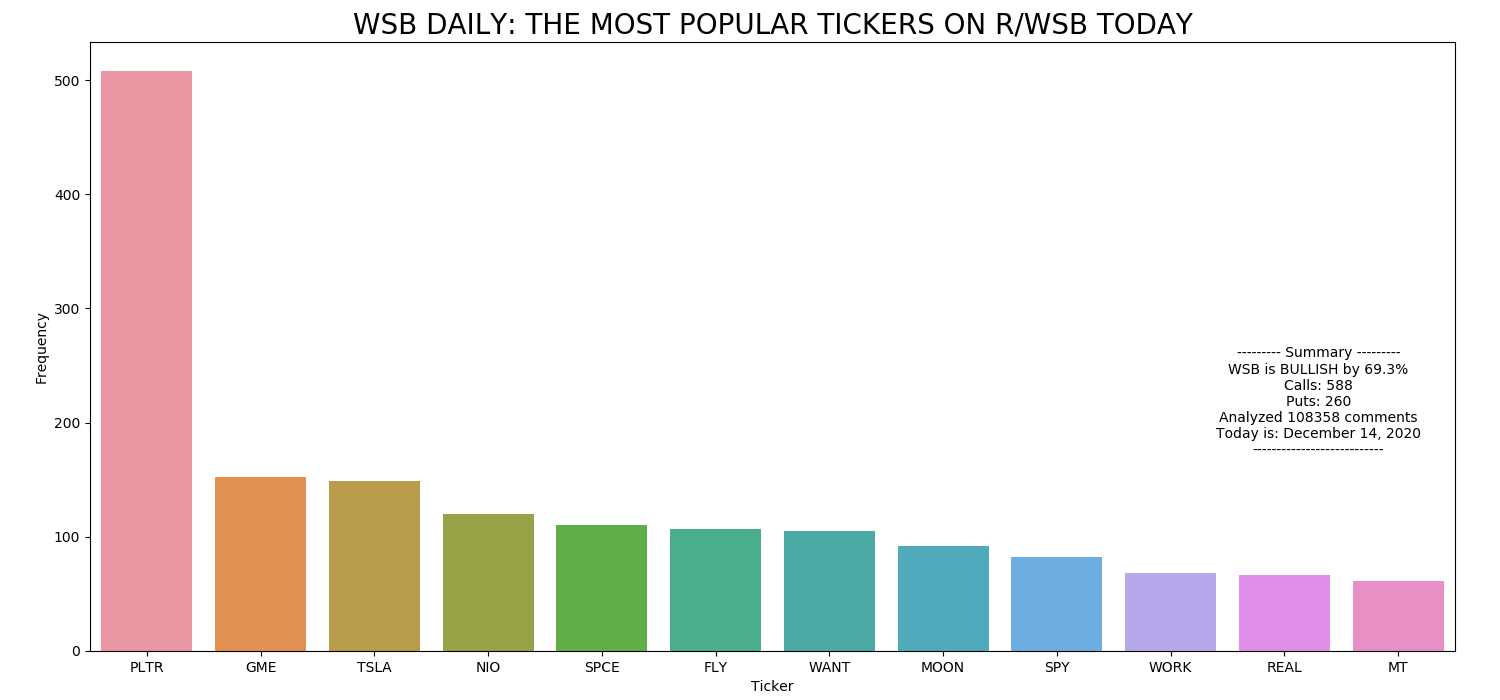 WSB DAILY: THE MOST POPULAR TICKERS ON R/WSB TODAY
500
400
300
200
100
0
Frequency
--------- Summary ---------
WSB is BULLISH by 69.3%
Calls: 588
Puts: 260
Analyzed 108358 comments
Today is: December 14, 2020
---------------------------
PLTR GME TSLA NIO SPCE FLY WANT MOON SPY WORK REAL MT
Ticker